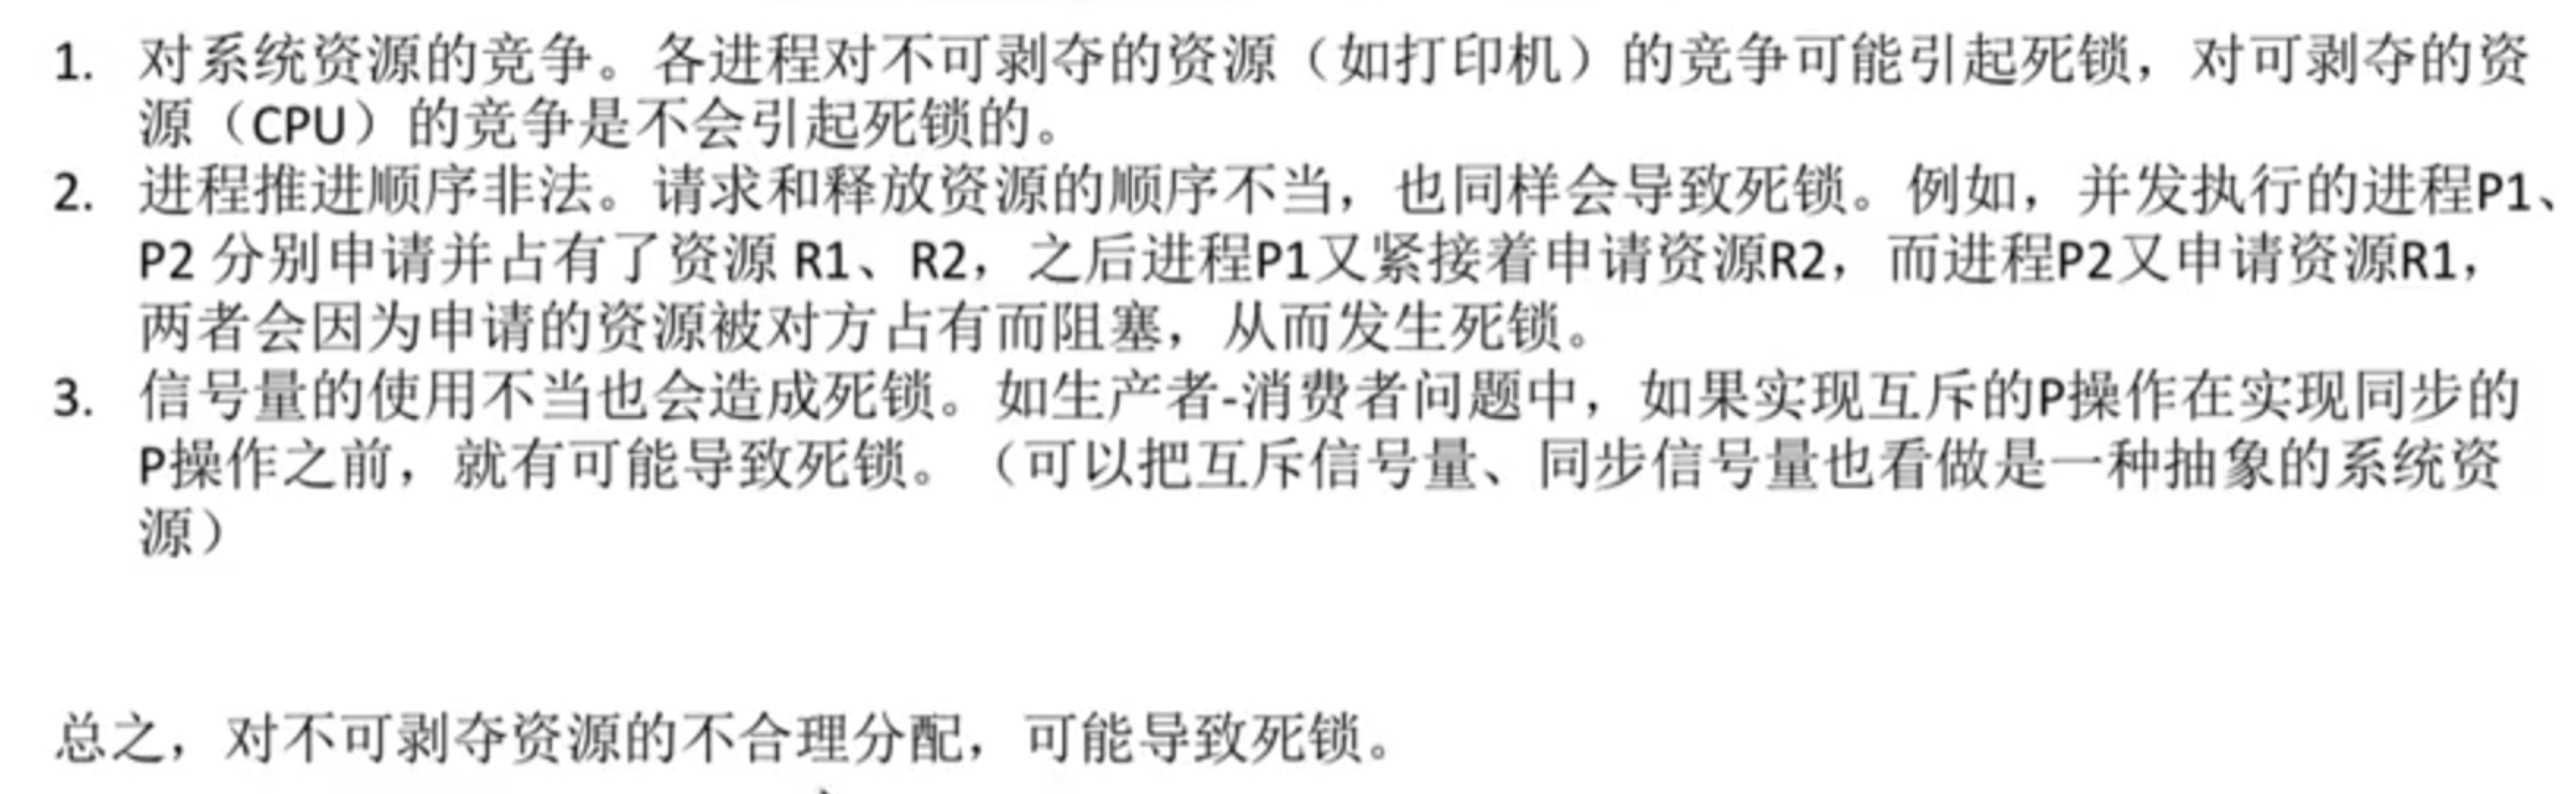 1. 对系统资源的竞争。各进程对不可剥夺的资源（如打印机）的竞争可能引起死锁，对可剥夺的资
源（CPU）的竞争是不会引起死锁的。
2. 进程推进顺序非法。请求和释放资源的顺序不当，也同样会导致死锁。例如，并发执行的进程P1、
P2 分别申请并占有了资源 R1、R2，之后进程P1又紧接着申请资源R2，而进程P2又申请资源R1，
两者会因为申请的资源被对方占有而阻塞，从而发生死锁。
3. 信号量的使用不当也会造成死锁。如生产者-消费者问题中，如果实现互斥的P操作在实现同步的
P操作之前，就有可能导致死锁。（可以把互斥信号量、同步信号量也看做是一种抽象的系统资
源）
总之，对不可剥夺资源的不合理分配，可能导致死锁。